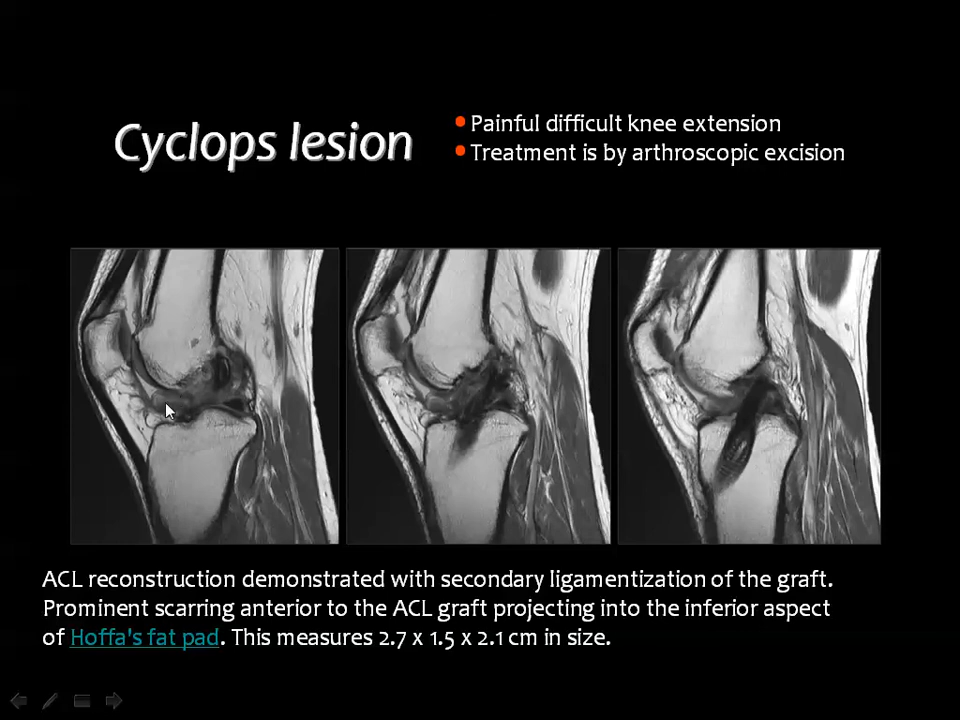 Cyclops lesion
Painful difficult knee extension
Treatment is by arthroscopic excision
ACL reconstruction demonstrated with secondary ligamentization of the graft.
Prominent scarring anterior to the ACL graft projecting into the inferior aspect
of Hoffa's fat pad. This measures 2.7 x 1.5 x 2.1 cm in size.